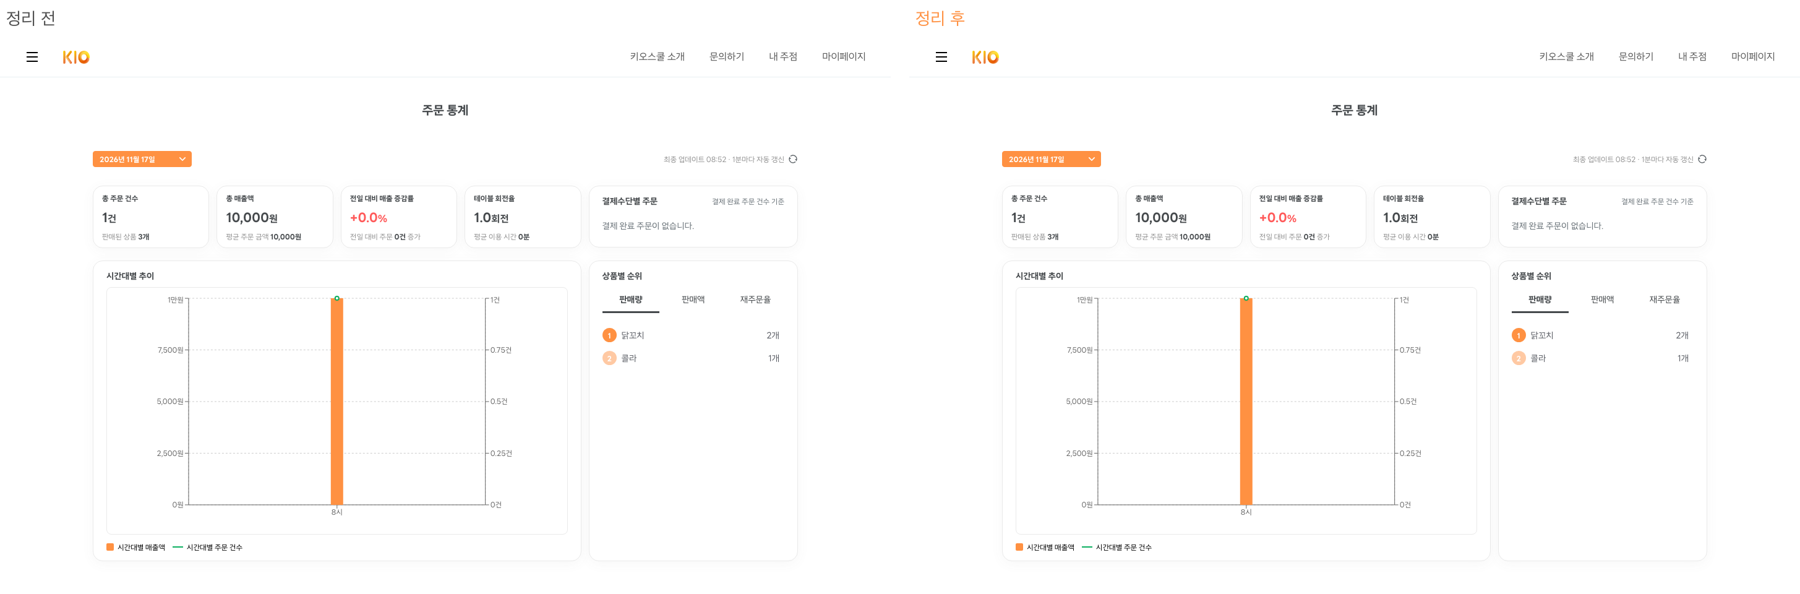 정리 전
KIO
키오스쿨 소개 문의하기 내 주점 마이페이지
주문 통계
2026년 11월 17일
최종 업데이트 08:52 · 1분마다 자동 갱신
총 주문 건수
1건
판매된 상품 3개
총 매출액
10,000원
평균 주문 금액 10,000원
전일 대비 매출 증감률
+0.0%
전일 대비 주문 0건 증가
테이블 회전율
1.0회전
평균 이용 시간 0분
결제수단별 주문 결제 완료 주문 건수 기준
결제 완료 주문이 없습니다.
시간대별 추이
1만원
7,500원
5,000원
2,500원
0원
1건
0.75건
0.5건
0.25건
0건
8시
시간대별 매출액 시간대별 주문 건수
상품별 순위
판매량 판매액 재주문율
1 닭꼬치 2개
2 콜라 1개
정리 후
KIO
키오스쿨 소개 문의하기 내 주점 마이페이지
주문 통계
2026년 11월 17일
최종 업데이트 08:52 · 1분마다 자동 갱신
총 주문 건수
1건
판매된 상품 3개
총 매출액
10,000원
평균 주문 금액 10,000원
전일 대비 매출 증감률
+0.0%
전일 대비 주문 0건 증가
테이블 회전율
1.0회전
평균 이용 시간 0분
결제수단별 주문 결제 완료 주문 건수 기준
결제 완료 주문이 없습니다.
시간대별 추이
1만원
7,500원
5,000원
2,500원
0원
1건
0.75건
0.5건
0.25건
0건
8시
시간대별 매출액 시간대별 주문 건수
상품별 순위
판매량 판매액 재주문율
1 닭꼬치 2개
2 콜라 1개